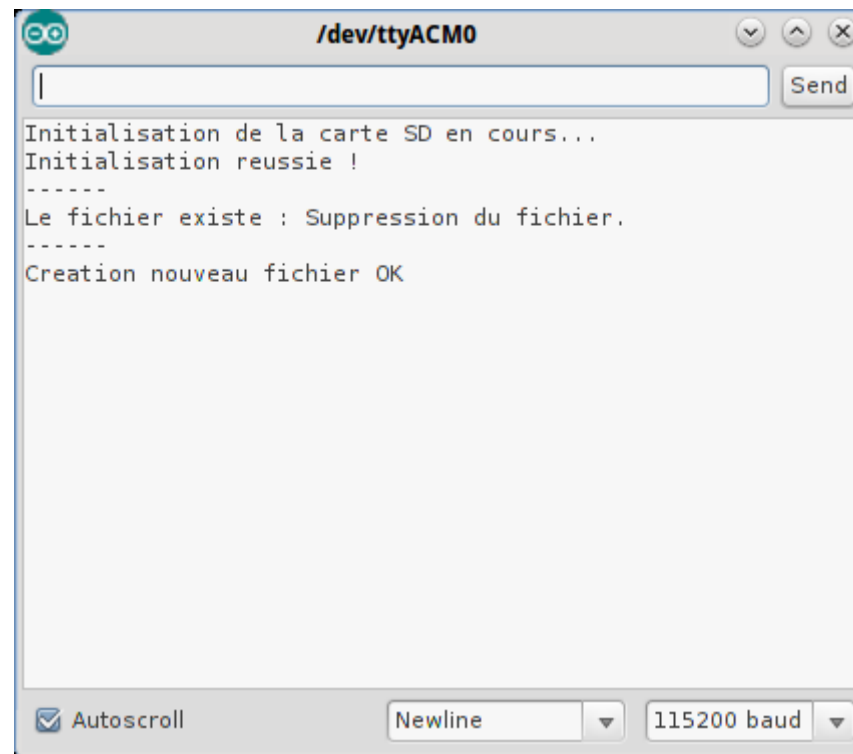 /dev/ttyACM0
Send
Initialisation de la carte SD en cours...
Initialisation reussie !
------
Le fichier existe : Suppression du fichier.
------
Creation nouveau fichier OK
Autoscroll
Newline
115200 baud